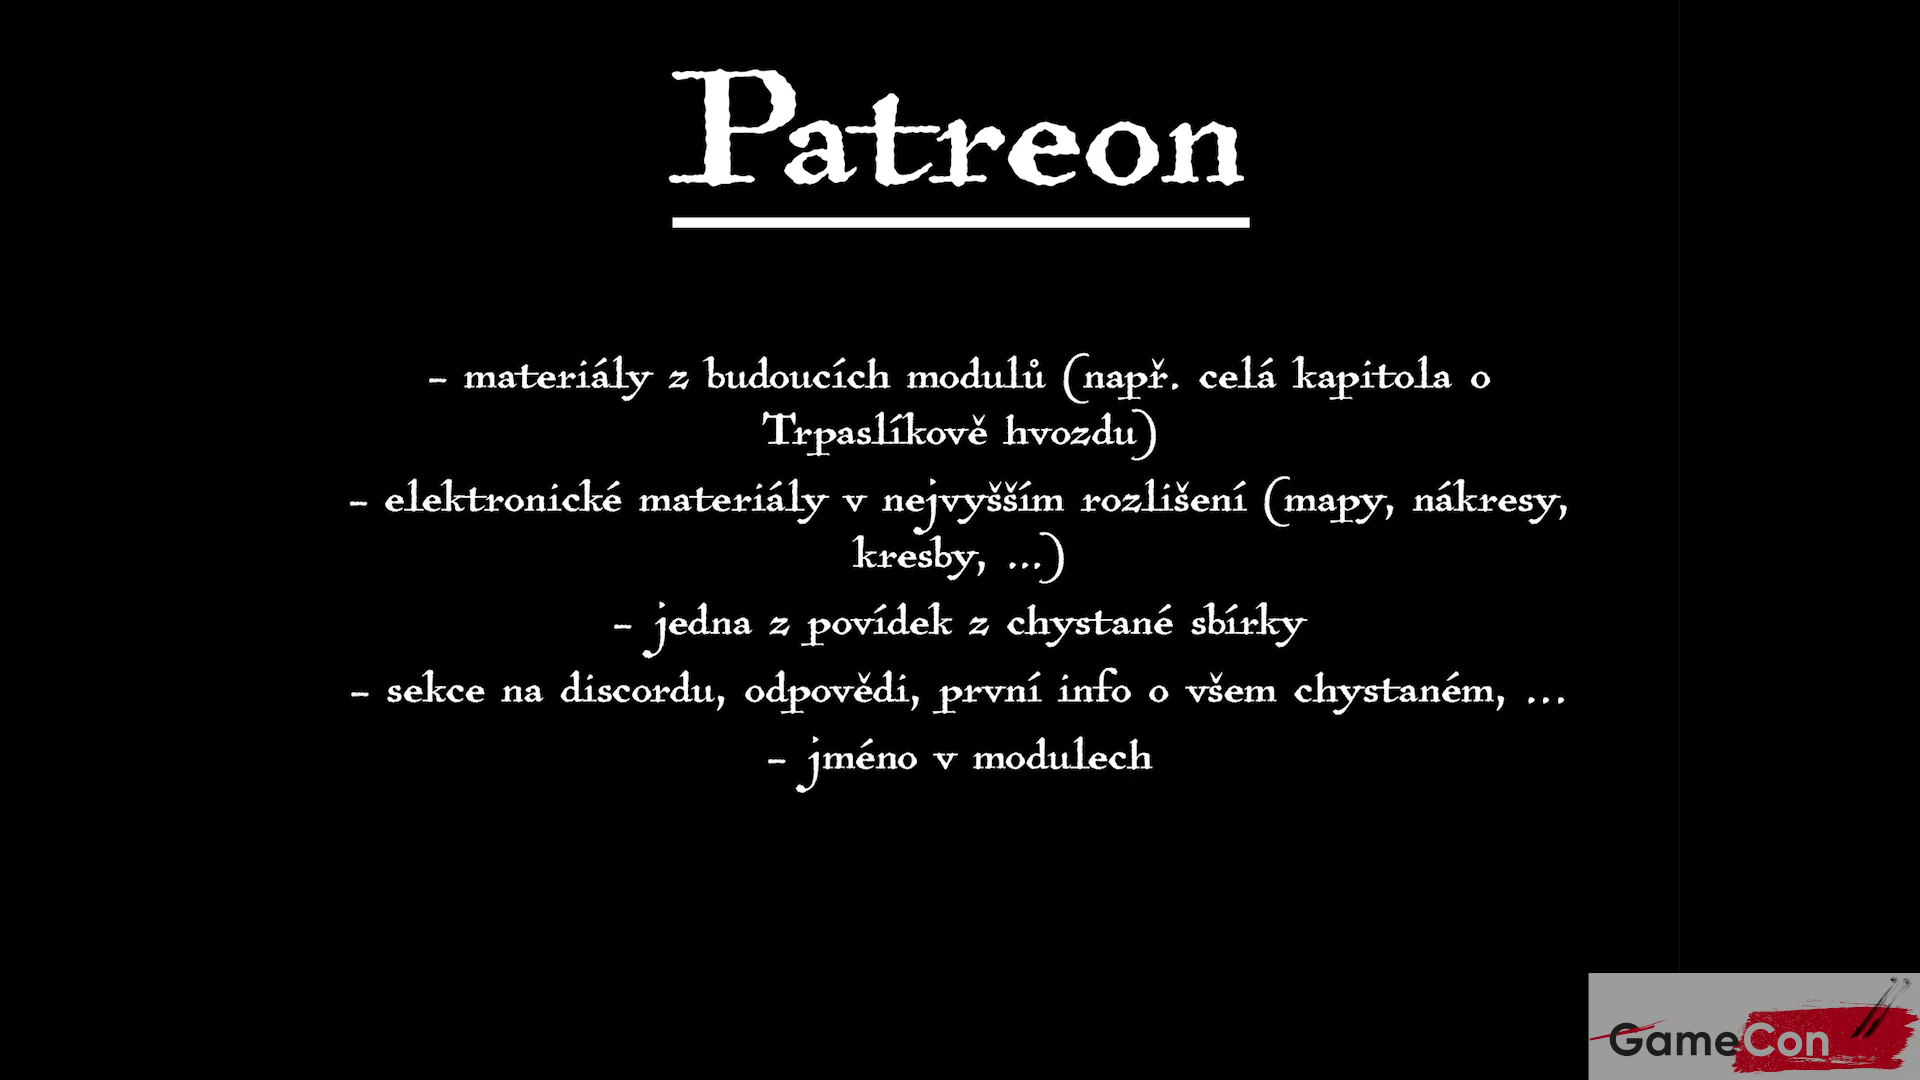 Patreon
- materiály z budoucích modulů (např. celá kapitola o
Trpaslíkově hvozdu)
- elektronické materiály v nejvyšším rozlišení (mapy, nákresy,
kresby, ...)
- jedna z povídek z chystané sbírky
- sekce na discordu, odpovědi, první info o všem chystaném, ...
- jméno v modulech
GameCon